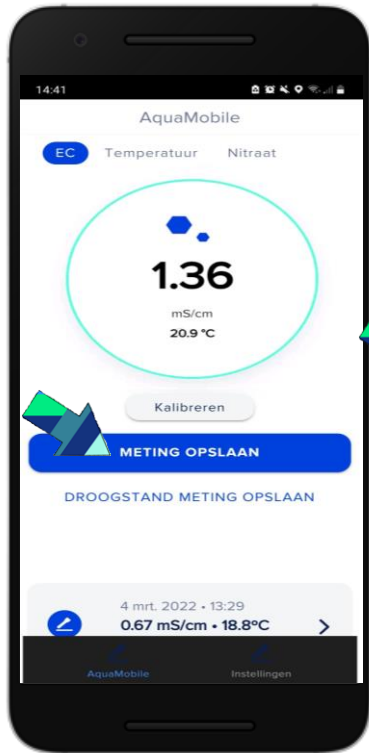 14:41
AquaMobile
EC Temperatuur Nitraat
1.36
mS/cm
20.9 °C
Kalibreren
METING OPSLAAN
DROOGSTAND METING OPSLAAN
4 mrt. 2022 • 13:29
0.67 mS/cm • 18.8°C
AquaMobile Instellingen